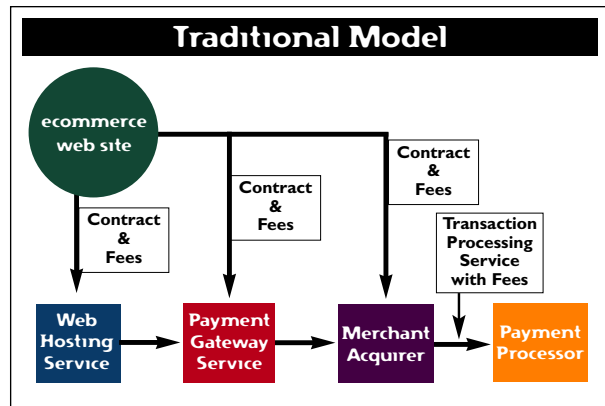 Traditional Model
ecommerce
web site
Contract
&
Fees
Contract
&
Fees
Contract
&
Fees
Transaction
Processing
Service
with Fees
Web
Hosting
Service
Payment
Gateway
Service
Merchant
Acquirer
Payment
Processor